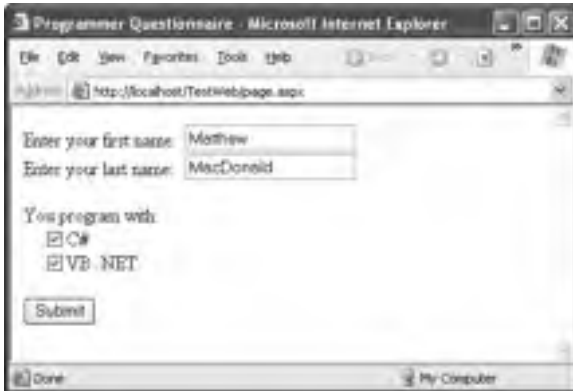 Programmer Questionnaire - Microsoft Internet Explorer
File Edit View Favorites Tools Help
Address http://localhost/TestWeb/page.aspx
Enter your first name: Matthew
Enter your last name: MacDonald
You program with:
C#
VB .NET
Submit
Done My Computer